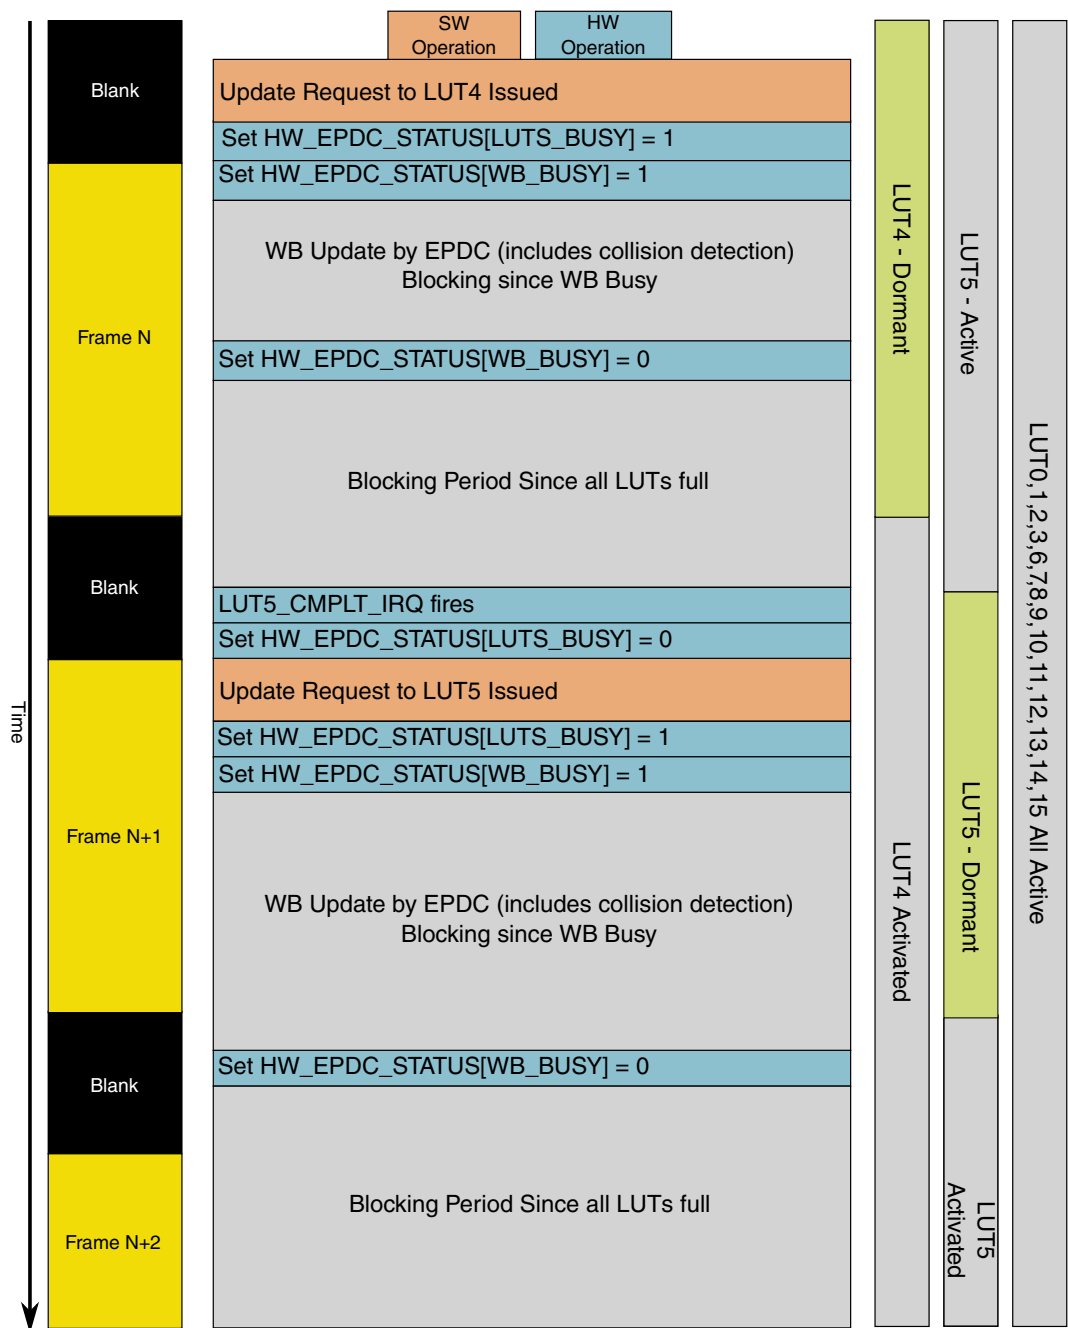 SW
Operation
HW
Operation
Blank
Update Request to LUT4 Issued
Set HW_EPDC_STATUS[LUTS_BUSY] = 1
Set HW_EPDC_STATUS[WB_BUSY] = 1
Frame N
WB Update by EPDC (includes collision detection)
Blocking since WB Busy
Set HW_EPDC_STATUS[WB_BUSY] = 0
Blocking Period Since all LUTs full
Blank
LUT5_CMPLT_IRQ fires
Set HW_EPDC_STATUS[LUTS_BUSY] = 0
Update Request to LUT5 Issued
Set HW_EPDC_STATUS[LUTS_BUSY] = 1
Set HW_EPDC_STATUS[WB_BUSY] = 1
Frame N+1
WB Update by EPDC (includes collision detection)
Blocking since WB Busy
Set HW_EPDC_STATUS[WB_BUSY] = 0
Blank
Blocking Period Since all LUTs full
Frame N+2
Time
LUT4 - Dormant
LUT4 Activated
LUT5 - Active
LUT5 - Dormant
LUT5
Activated
LUT0,1,2,3,6,7,8,9,10,11,12,13,14,15 All Active